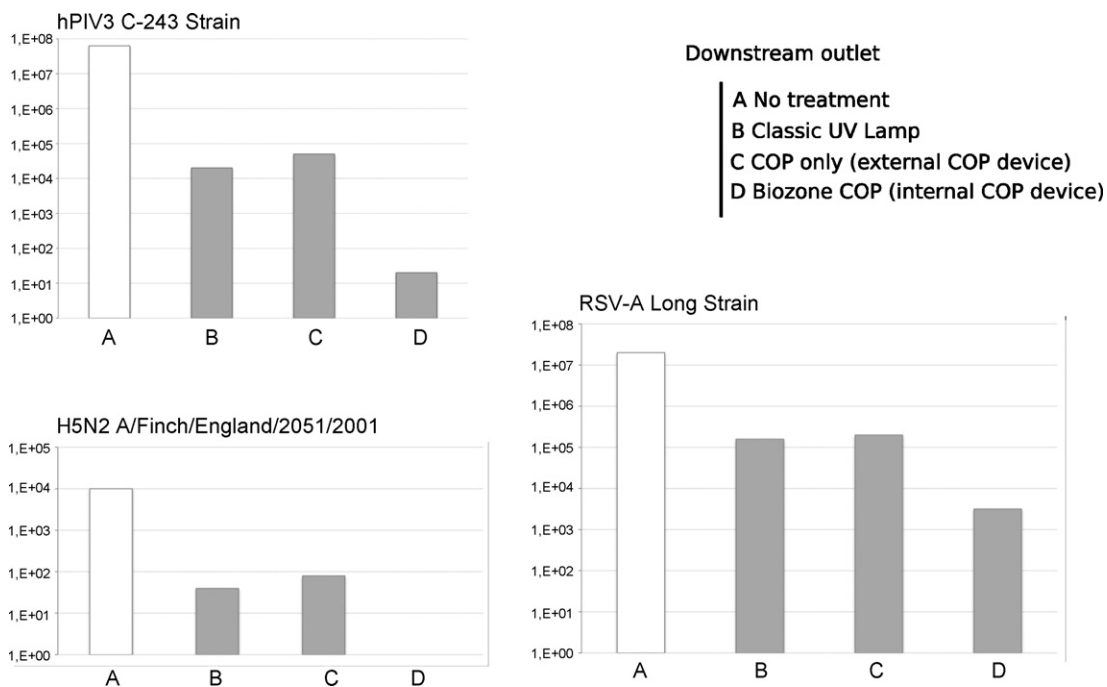 hPIV3 C-243 Strain
1,E+08
1,E+07
1,E+06
1,E+05
1,E+04
1,E+03
1,E+02
1,E+01
1,E+00
A B C D
Downstream outlet
A No treatment
B Classic UV Lamp
C COP only (external COP device)
D Biozone COP (internal COP device)
H5N2 A/Finch/England/2051/2001
1,E+05
1,E+04
1,E+03
1,E+02
1,E+01
1,E+00
A B C D
RSV-A Long Strain
1,E+08
1,E+07
1,E+06
1,E+05
1,E+04
1,E+03
1,E+02
1,E+01
1,E+00
A B C D